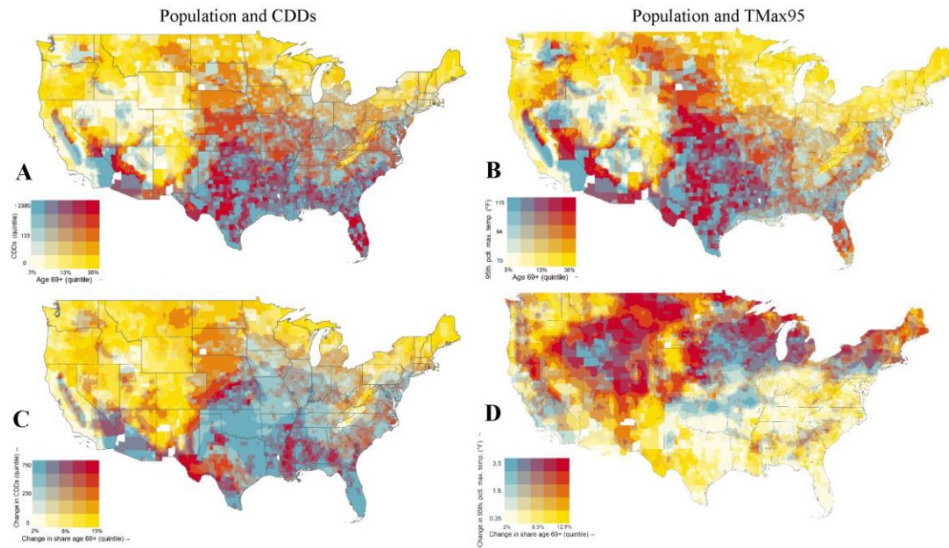 Population and CDDs
Population and TMax95
A
CDDs (quintile)
2380
133
0
3% 13% 36%
Age 69+ (quintile) →
B
95th. pctl. max. temp. (°F)
110
94
70
3% 13% 36%
Age 69+ (quintile) →
C
Change in CDDs (quintile) →
750
230
0
2% 6% 13%
Change in share age 69+ (quintile) →
D
Change in 95th. pctl. max. temp. (°F) →
3.5
1.8
0.35
2% 6.5%
Change in share age 69+ (quintile) →